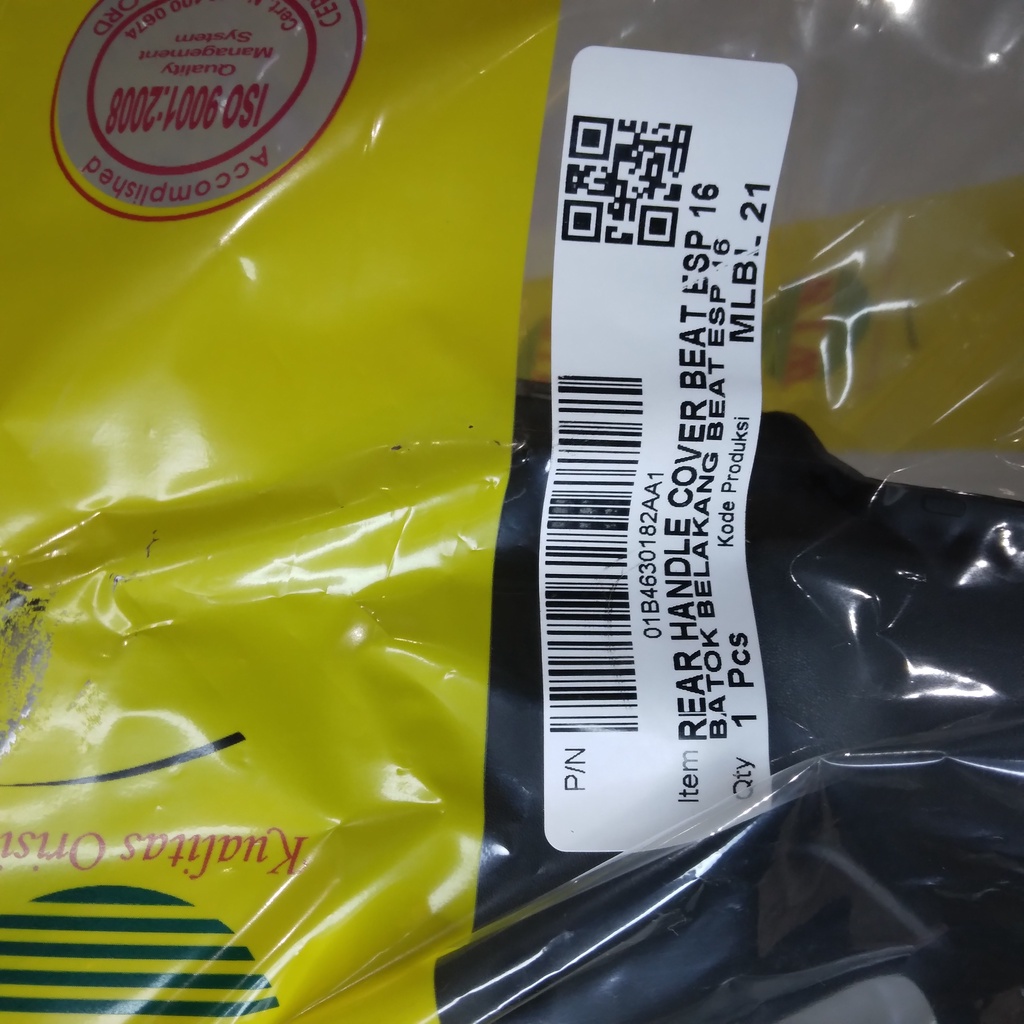 P/N
01B4630182AA1
Item REAR HANDLE COVER BEAT ESP 16
BATOK BELAKANG BEAT ESP 16
Qty 1 Pcs Kode Produksi 21
Accomplished
ISO 9001:2008
Quality
Management
System
Kualitas